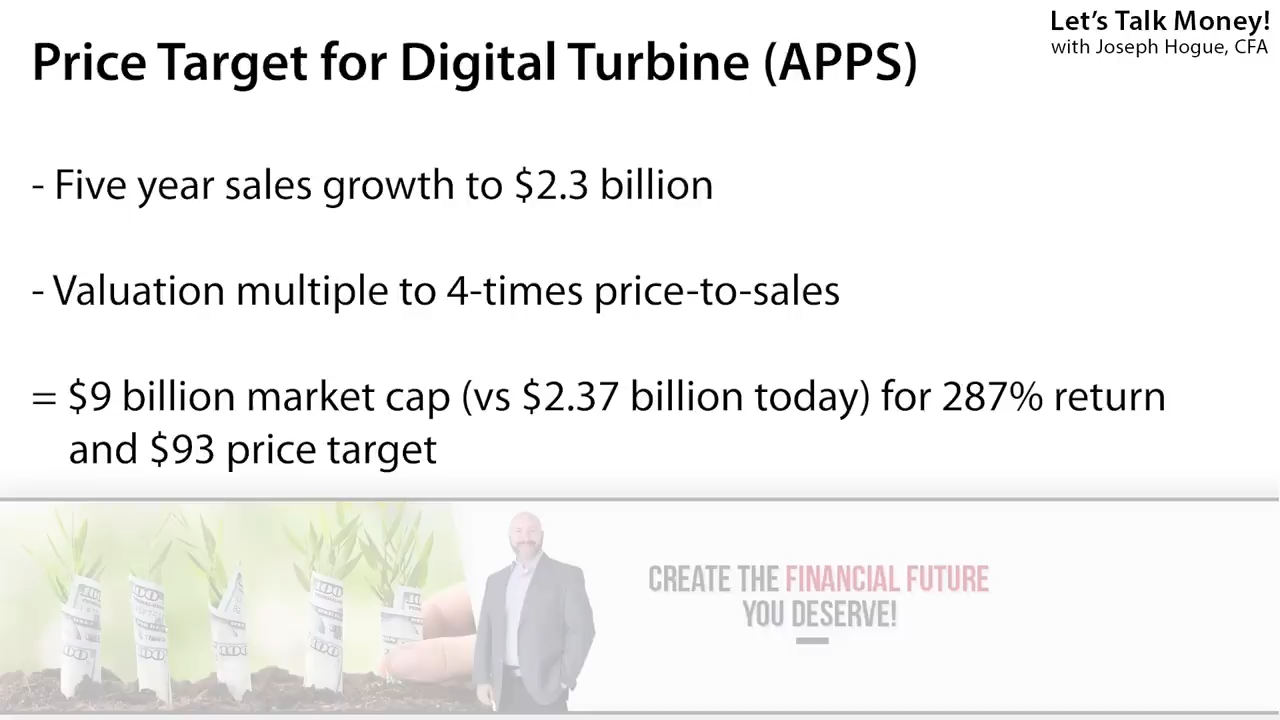 Let's Talk Money!
with Joseph Hogue, CFA
Price Target for Digital Turbine (APPS)
- Five year sales growth to $2.3 billion
- Valuation multiple to 4-times price-to-sales
= $9 billion market cap (vs $2.37 billion today) for 287% return
and $93 price target
CREATE THE FINANCIAL FUTURE
YOU DESERVE!